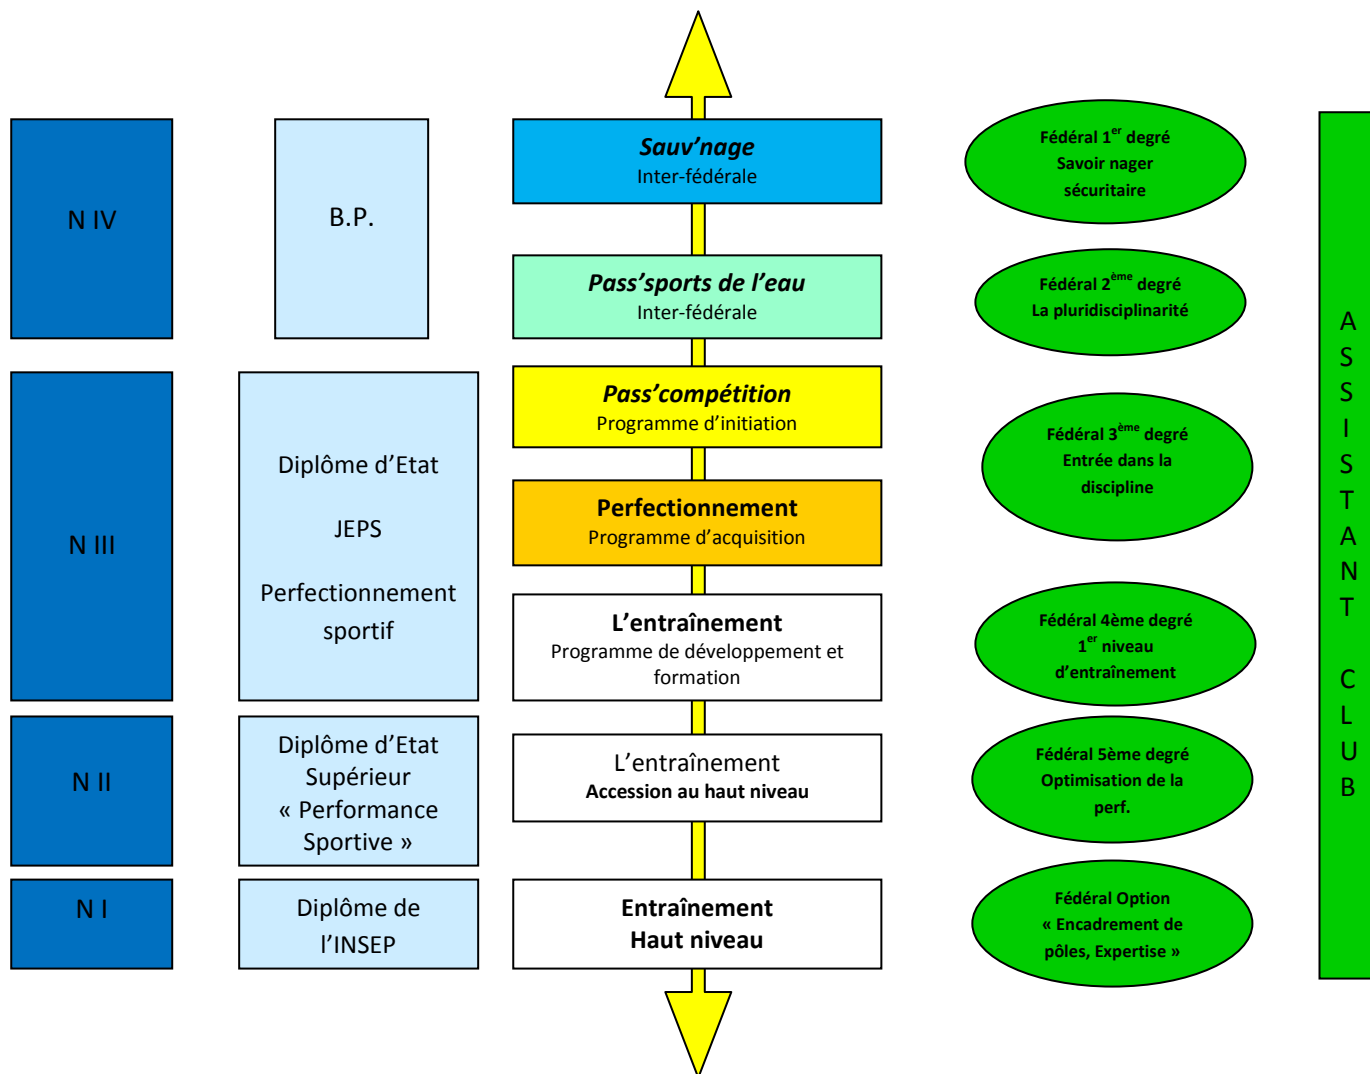 N IV
B.P.
Sauv’nage
Inter-fédérale
Fédéral 1er degré
Savoir nager
sécuritaire
Pass’sports de l’eau
Inter-fédérale
Fédéral 2ème degré
La pluridisciplinarité
N III
Diplôme d’Etat
JEPS
Perfectionnement
sportif
Pass’compétition
Programme d’initiation
Fédéral 3ème degré
Entrée dans la
discipline
Perfectionnement
Programme d’acquisition
L’entraînement
Programme de développement et
formation
Fédéral 4ème degré
1er niveau
d’entraînement
N II
Diplôme d’Etat
Supérieur
« Performance
Sportive »
L’entraînement
Accession au haut niveau
Fédéral 5ème degré
Optimisation de la
perf.
N I
Diplôme de
l’INSEP
Entraînement
Haut niveau
Fédéral Option
« Encadrement de
pôles, Expertise »
A
S
S
I
S
T
A
N
T
C
L
U
B